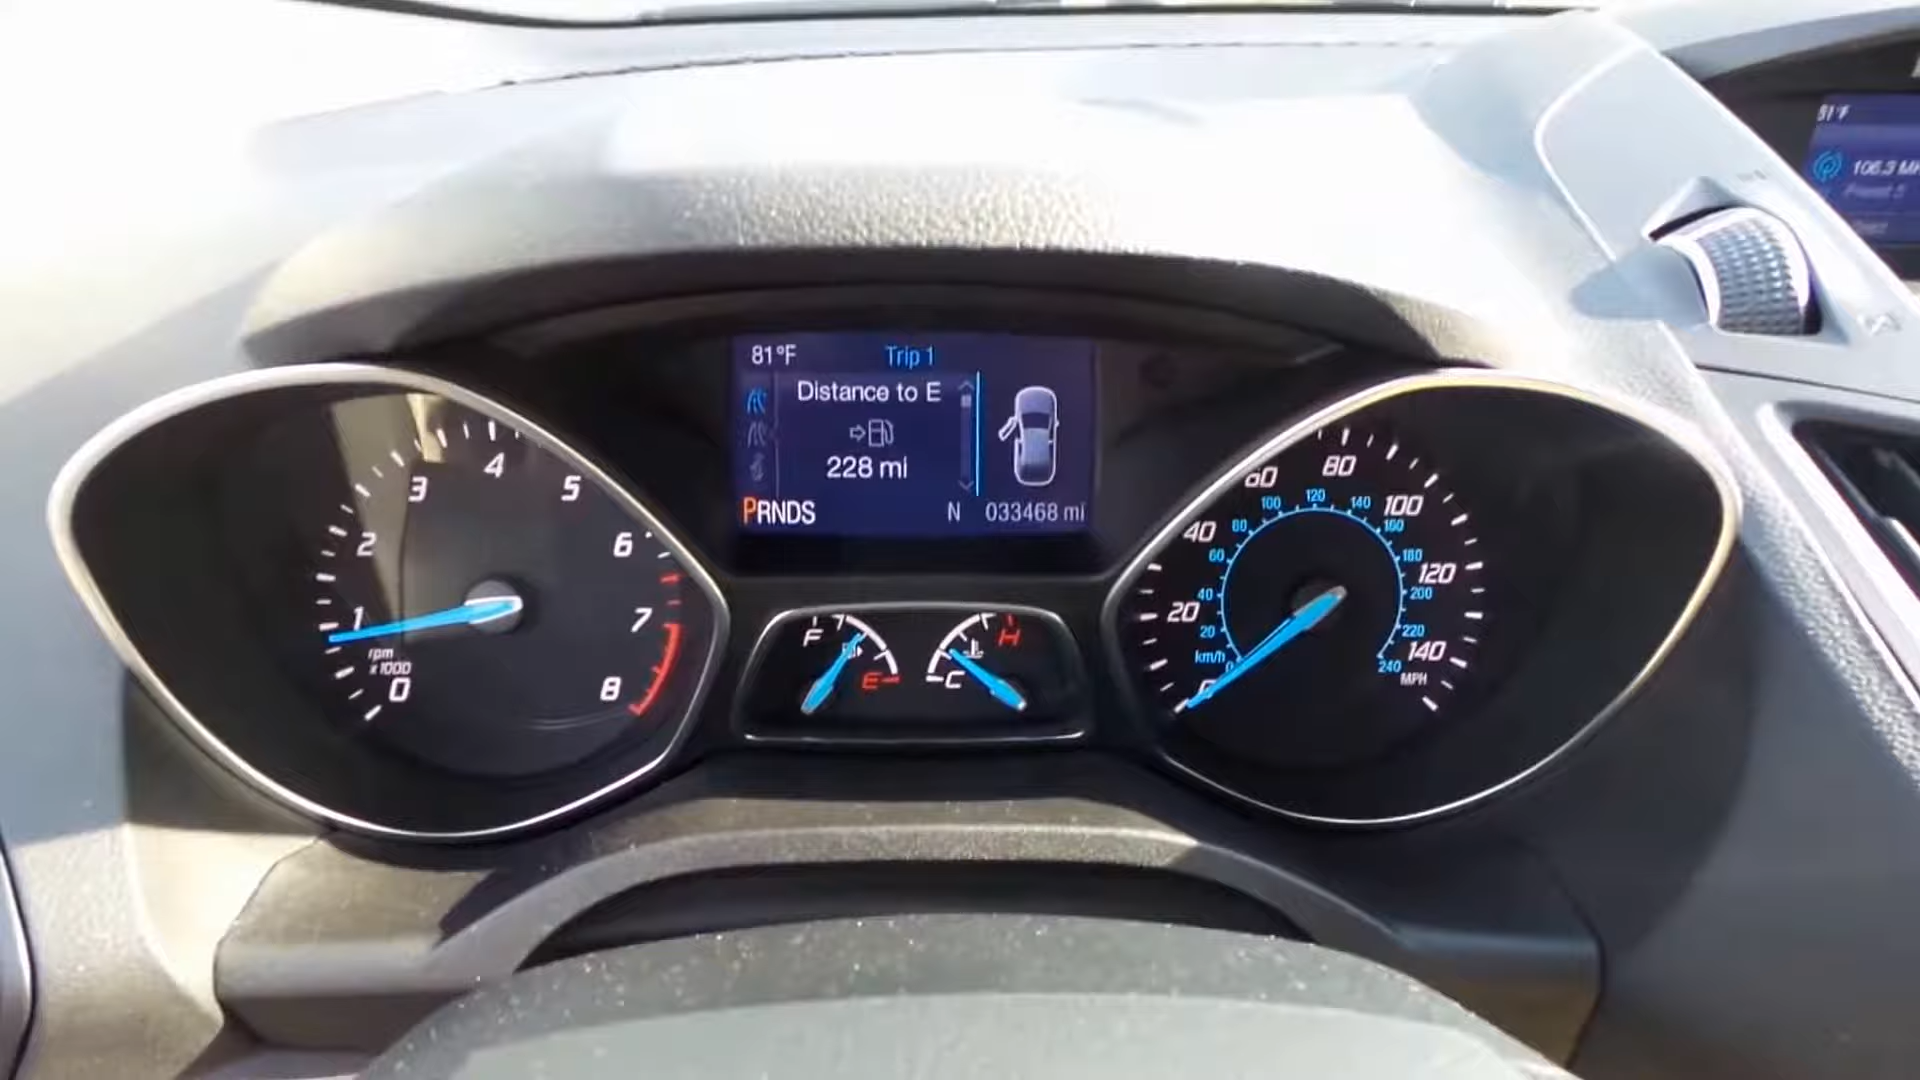 81°F Trip 1
Distance to E
228 mi
PRNDS N 033468 mi
0 1 2 3 4 5 6 7 8
rpm
x1000
F E
C H
20 40 60 80 100 120 140
MPH
km/h
0 20 40 60 80 100 120 140 160 180 200 220 240
81°F
106.3